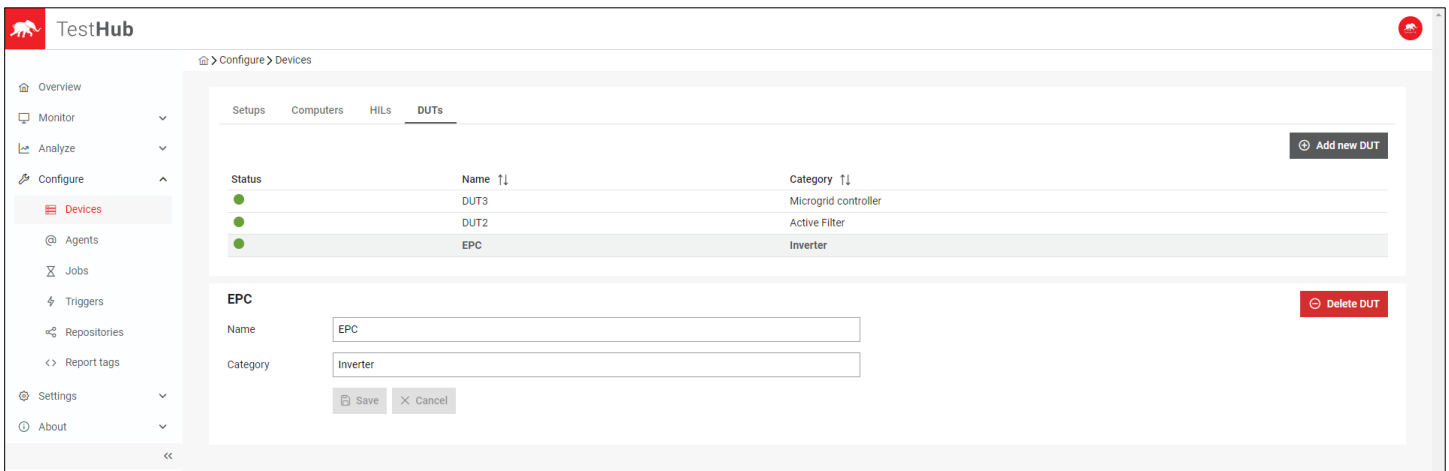 TestHub
Configure > Devices
Overview
Monitor
Analyze
Configure
Devices
Agents
Jobs
Triggers
Repositories
Report tags
Settings
About
Setups Computers HILs DUTs
Add new DUT
Status Name Category
DUT3 Microgrid controller
DUT2 Active Filter
EPC Inverter
EPC
Delete DUT
Name EPC
Category Inverter
Save Cancel